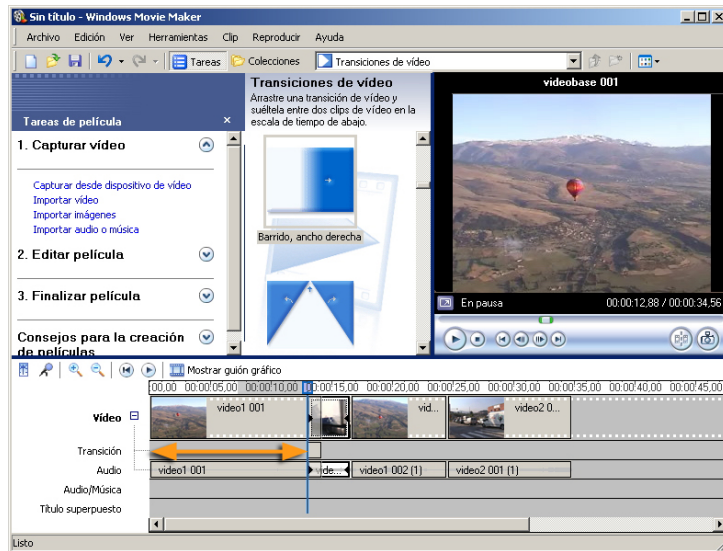 Sin título - Windows Movie Maker
Archivo Edición Ver Herramientas Clip Reproducir Ayuda
Tareas Colecciones Transiciones de vídeo
Tareas de película
1. Capturar vídeo
Capturar desde dispositivo de vídeo
Importar vídeo
Importar imágenes
Importar audio o música
2. Editar película
3. Finalizar película
Consejos para la creación
de películas
Transiciones de vídeo
Arrastre una transición de vídeo y
suéltela entre dos clips de vídeo en la
escala de tiempo de abajo.
Barrido, ancho derecha
videobase 001
En pausa 00:00:12,88 / 00:00:34,56
Mostrar guión gráfico
00,00 00:00:05,00 00:00:10,00 0:00:15,00 00:00:20,00 00:00:25,00 00:00:30,00 00:00:35,00 00:00:40,00 00:00:45,00
Vídeo video1 001 vid... video2 0...
Transición
Audio video1 001 vide... video1 002 (1) video2 001 (1)
Audio/Música
Título superpuesto
Listo